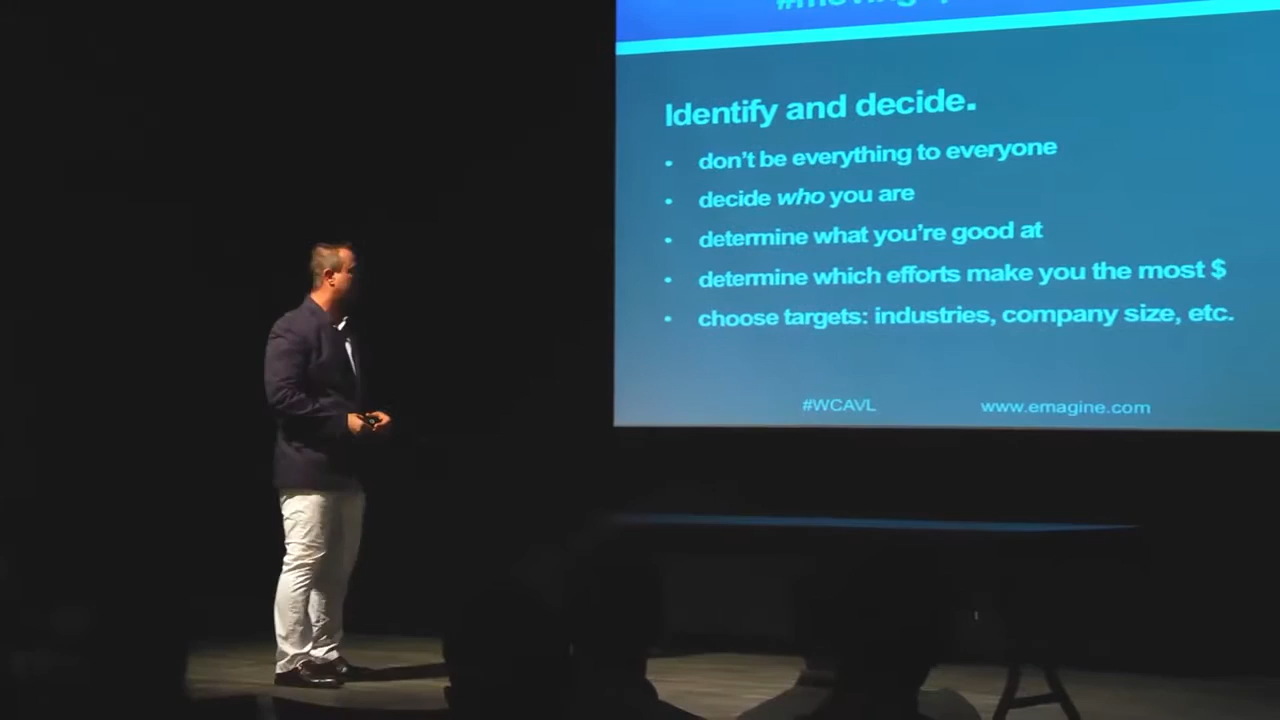 Identify and decide.
• don't be everything to everyone
• decide who you are
• determine what you're good at
• determine which efforts make you the most $
• choose targets: industries, company size, etc.
#WCAVL www.emagine.com